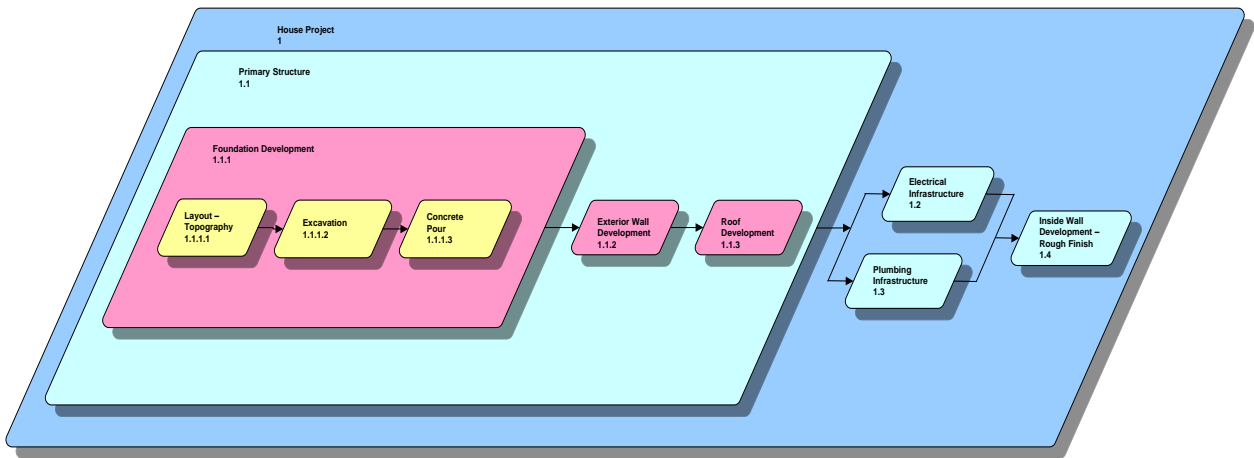 House Project
1
Primary Structure
1.1
Foundation Development
1.1.1
Layout –
Topography
1.1.1.1
Excavation
1.1.1.2
Concrete
Pour
1.1.1.3
Exterior Wall
Development
1.1.2
Roof
Development
1.1.3
Electrical
Infrastructure
1.2
Plumbing
Infrastructure
1.3
Inside Wall
Development –
Rough Finish
1.4